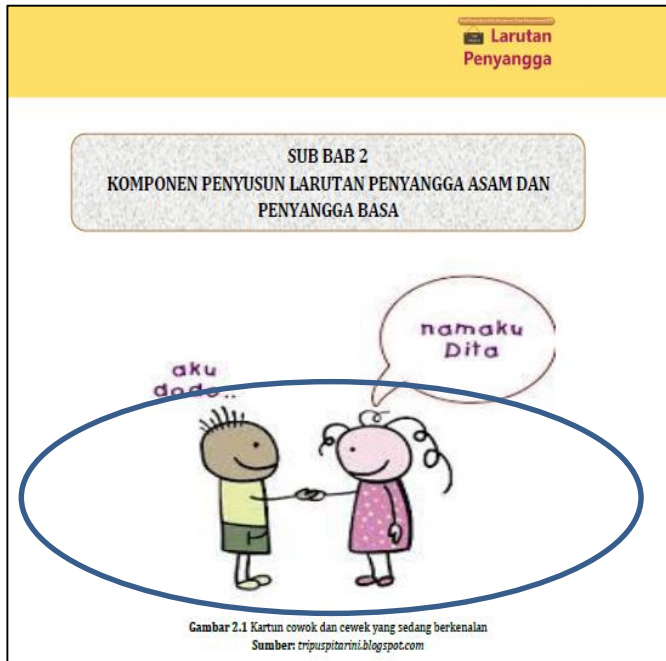 Larutan
Penyangga
SUB BAB 2
KOMPONEN PENYUSUN LARUTAN PENYANGGA ASAM DAN
PENYANGGA BASA
namaku
Dita
aku
dodo..
Gambar 2.1 Kartun cowok dan cewek yang sedang berkenalan
Sumber: tripuspitarini.blogspot.com